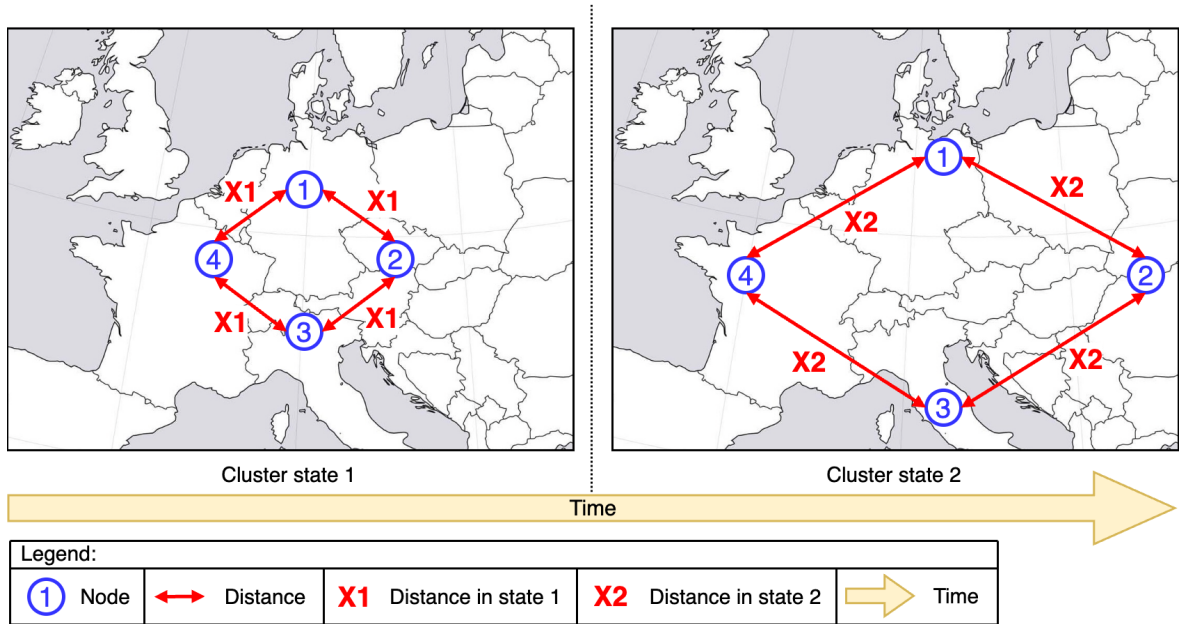 1
X1
X1
4
2
X1
X1
3
1
X2
X2
4
2
X2
X2
3
Cluster state 1
Cluster state 2
Time
Legend:
1 Node
Distance
X1 Distance in state 1
X2 Distance in state 2
Time